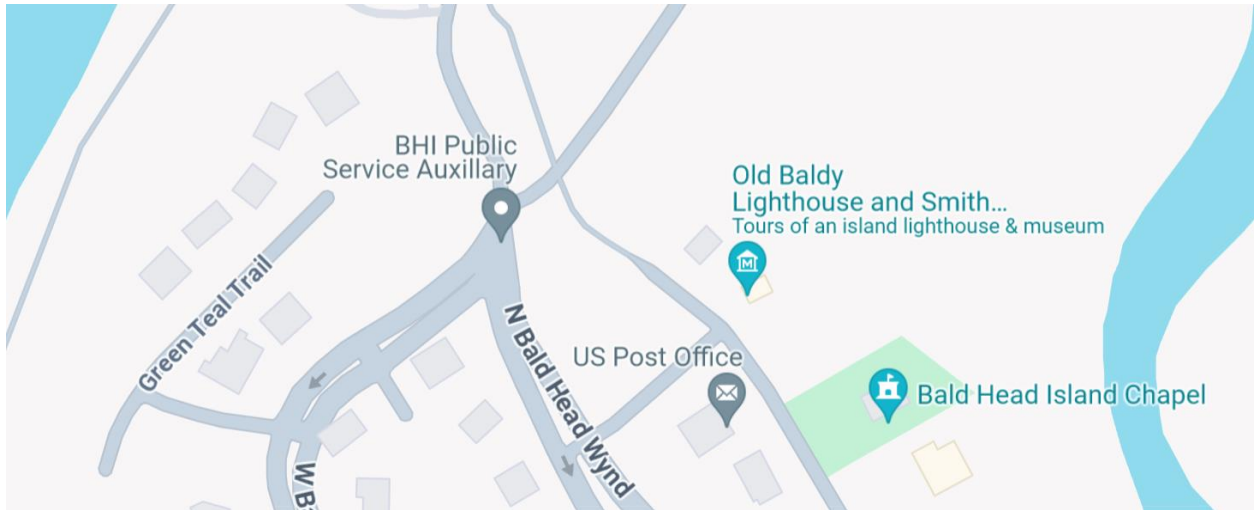 BHI Public
Service Auxillary
Old Baldy
Lighthouse and Smith...
Tours of an island lighthouse & museum
M
Green Teal Trail
N Bald Head Wynd
US Post Office
Bald Head Island Chapel
W Ba